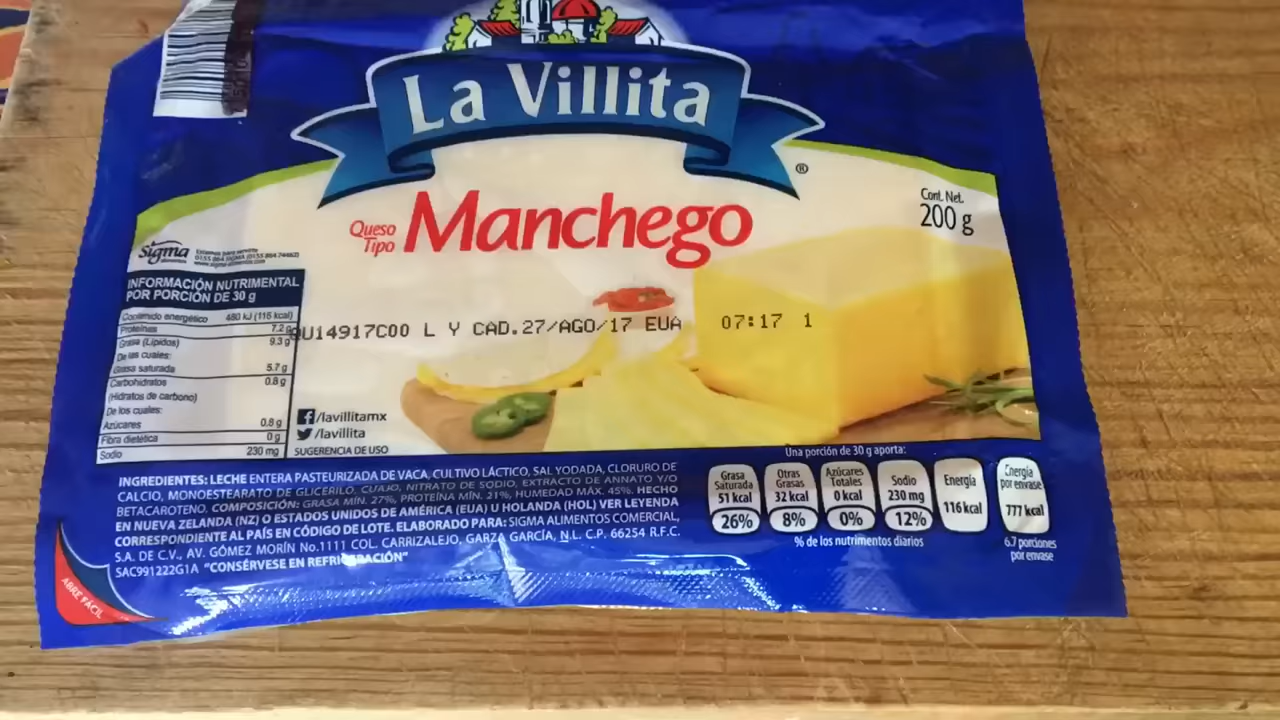 La Villita
®
Queso Tipo Manchego
Cont. Net.
200 g
Sigma
alimentos
INFORMACIÓN NUTRIMENTAL
POR PORCIÓN DE 30 g
Contenido energético 480 kJ (116 kcal)
Proteínas 7.2 g
Grasa (Lípidos) 9.3 g
De las cuales:
Grasa saturada 5.7 g
Carbohidratos 0.8 g
(Hidratos de carbono)
De los cuales:
Azúcares 0.8 g
Fibra dietética 0 g
Sodio 230 mg
QU14917C00 L Y CAD.27/AGO/17 EUA 07:17 1
/lavillitamx
/lavillita
SUGERENCIA DE USO
INGREDIENTES: LECHE ENTERA PASTEURIZADA DE VACA, CULTIVO LÁCTICO, SAL YODADA, CLORURO DE
CALCIO, MONOESTEARATO DE GLICERILO, CUAJO, NITRATO DE SODIO, EXTRACTO DE ANNATO Y/O
BETACAROTENO. COMPOSICIÓN: GRASA MÍN. 27%, PROTEÍNA MÍN. 21%, HUMEDAD MÁX. 45%. HECHO
EN NUEVA ZELANDA (NZ) O ESTADOS UNIDOS DE AMÉRICA (EUA) U HOLANDA (HOL) VER LEYENDA
CORRESPONDIENTE AL PAÍS EN CÓDIGO DE LOTE. ELABORADO PARA: SIGMA ALIMENTOS COMERCIAL,
S.A. DE C.V., AV. GÓMEZ MORÍN No.1111 COL. CARRIZALEJO, GARZA GARCÍA, N.L. C.P. 66254 R.F.C.
SAC991222G1A "CONSÉRVESE EN REFRIGERACIÓN"
ABRE FÁCIL
Una porción de 30 g aporta:
Grasa Saturada 51 kcal 26%
Otras Grasas 32 kcal 8%
Azúcares Totales 0 kcal 0%
Sodio 230 mg 12%
Energía 116 kcal
Energía por envase 777 kcal
% de los nutrimentos diarios
6.7 porciones
por envase